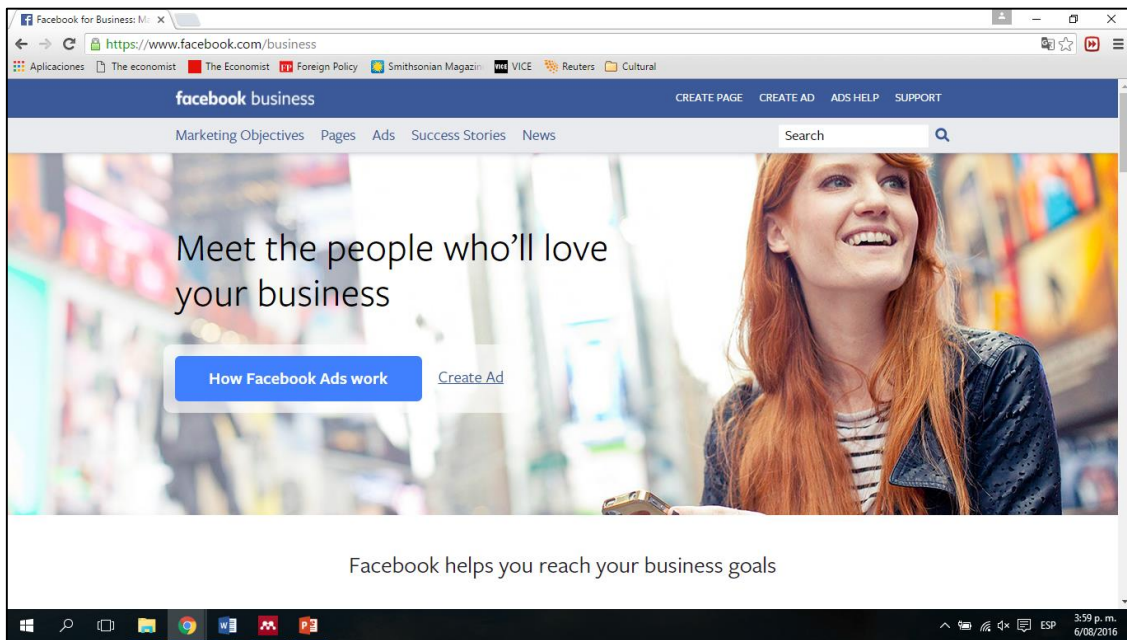 Facebook for Business: Ma
https://www.facebook.com/business
Aplicaciones The economist The Economist FP Foreign Policy Smithsonian Magazin VICE VICE Reuters Cultural
facebook business CREATE PAGE CREATE AD ADS HELP SUPPORT
Marketing Objectives Pages Ads Success Stories News Search
Meet the people who'll love
your business
How Facebook Ads work Create Ad
Facebook helps you reach your business goals
ESP 3:59 p. m.
6/08/2016